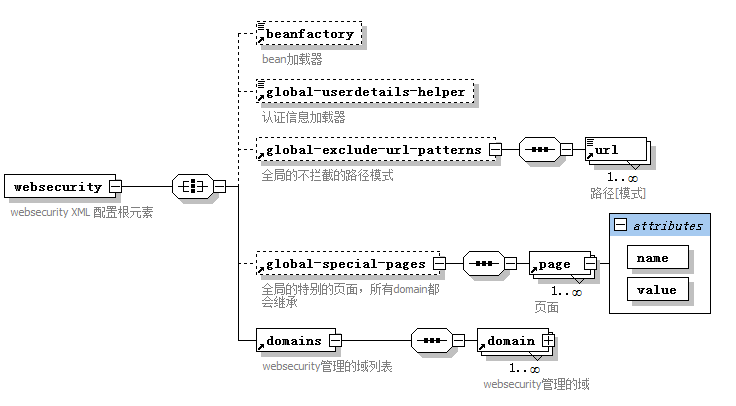 beanfactory
bean加载器
global-userdetails-helper
认证信息加载器
global-exclude-url-patterns
url
全局的不拦截的路径模式
1..∞
路径[模式]
websecurity
websecurity XML 配置根元素
attributes
name
value
global-special-pages
page
全局的特别的页面，所有domain都
会继承
1..∞
页面
domains
domain
websecurity管理的域列表
1..∞
websecurity管理的域